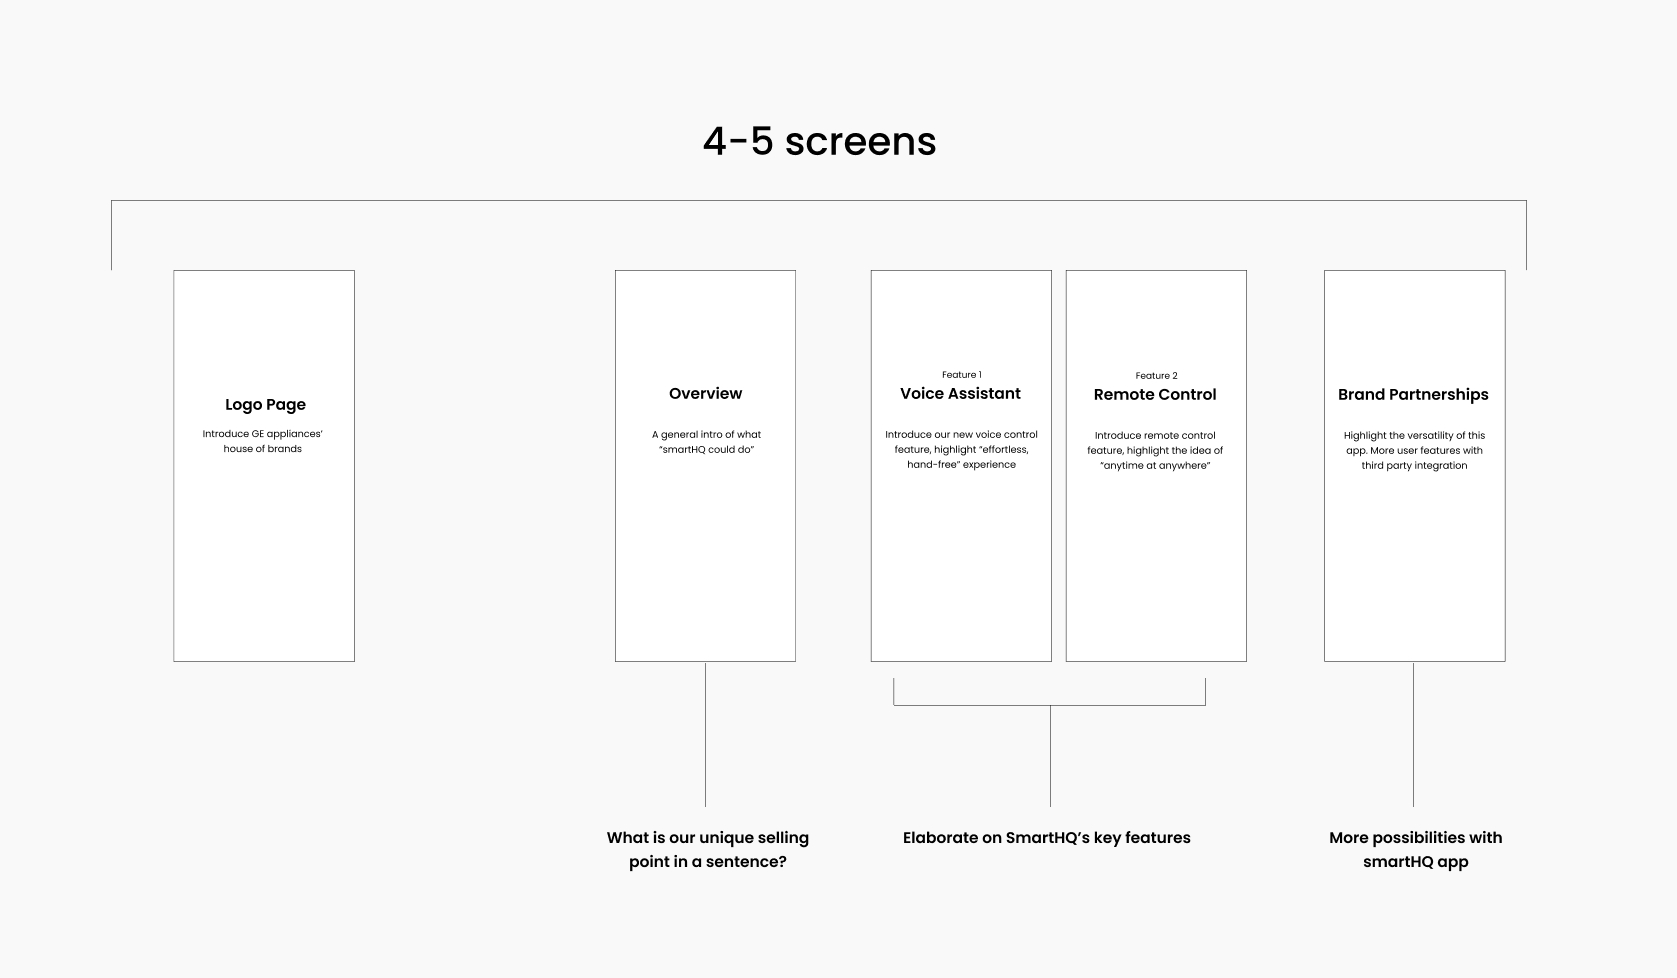 4-5 screens
Logo Page
Introduce GE appliances’
house of brands
Overview
A general intro of what
“smartHQ could do”
Feature 1
Voice Assistant
Introduce our new voice control
feature, highlight “effortless,
hand-free” experience
Feature 2
Remote Control
Introduce remote control
feature, highlight the idea of
“anytime at anywhere”
Brand Partnerships
Highlight the versatility of this
app. More user features with
third party integration
What is our unique selling
point in a sentence?
Elaborate on SmartHQ’s key features
More possibilities with
smartHQ app